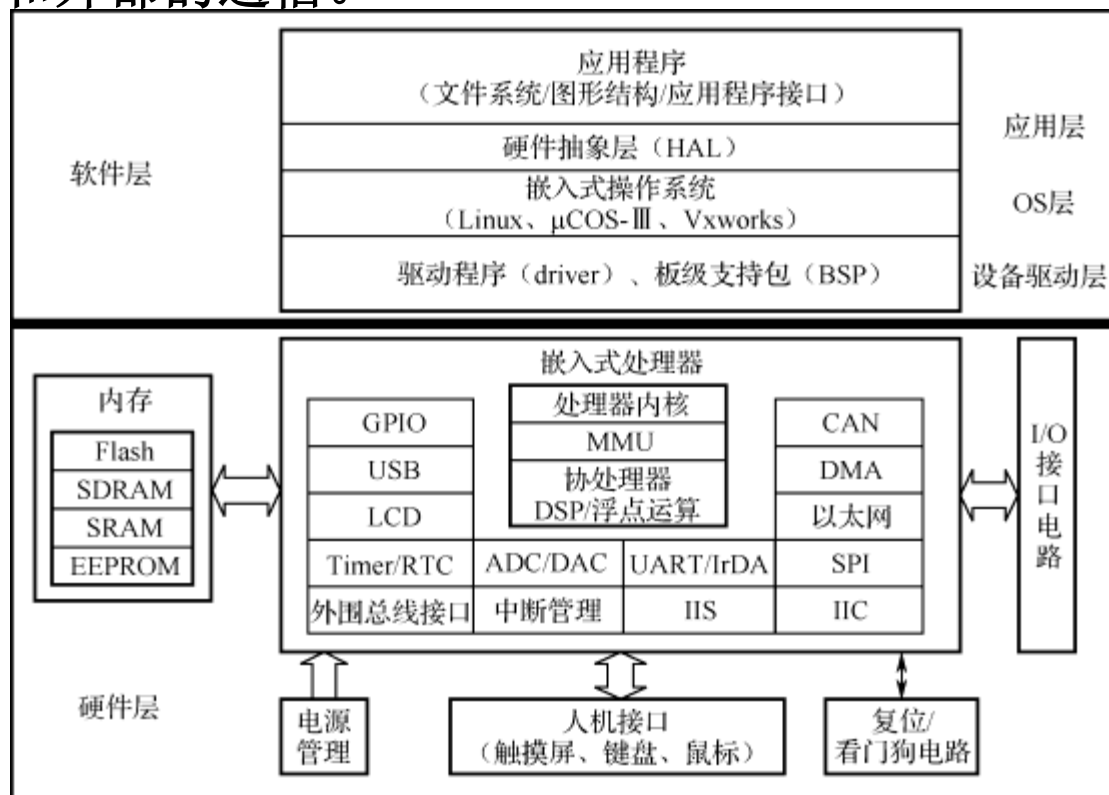 和外部的通信。
应用程序
（文件系统/图形结构/应用程序接口）
硬件抽象层（HAL）
嵌入式操作系统
（Linux、μCOS-Ⅲ、Vxworks）
驱动程序（driver）、板级支持包（BSP）
软件层
应用层
OS层
设备驱动层
内存
Flash
SDRAM
SRAM
EEPROM
嵌入式处理器
处理器内核
MMU
协处理器
DSP/浮点运算
GPIO
USB
LCD
CAN
DMA
以太网
Timer/RTC
ADC/DAC
UART/IrDA
SPI
外围总线接口
中断管理
IIS
IIC
I/O
接
口
电
路
硬件层
电源
管理
人机接口
（触摸屏、键盘、鼠标）
复位/
看门狗电路